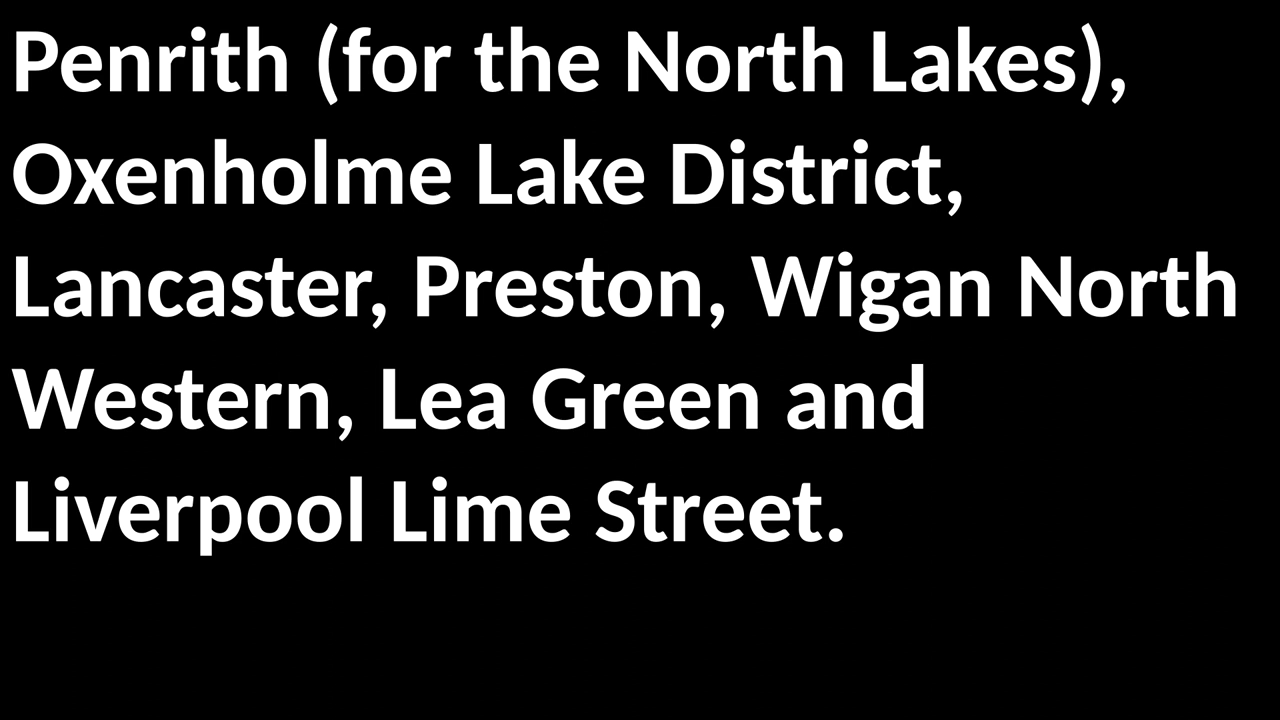 Penrith (for the North Lakes),
Oxenholme Lake District,
Lancaster, Preston, Wigan North
Western, Lea Green and
Liverpool Lime Street.